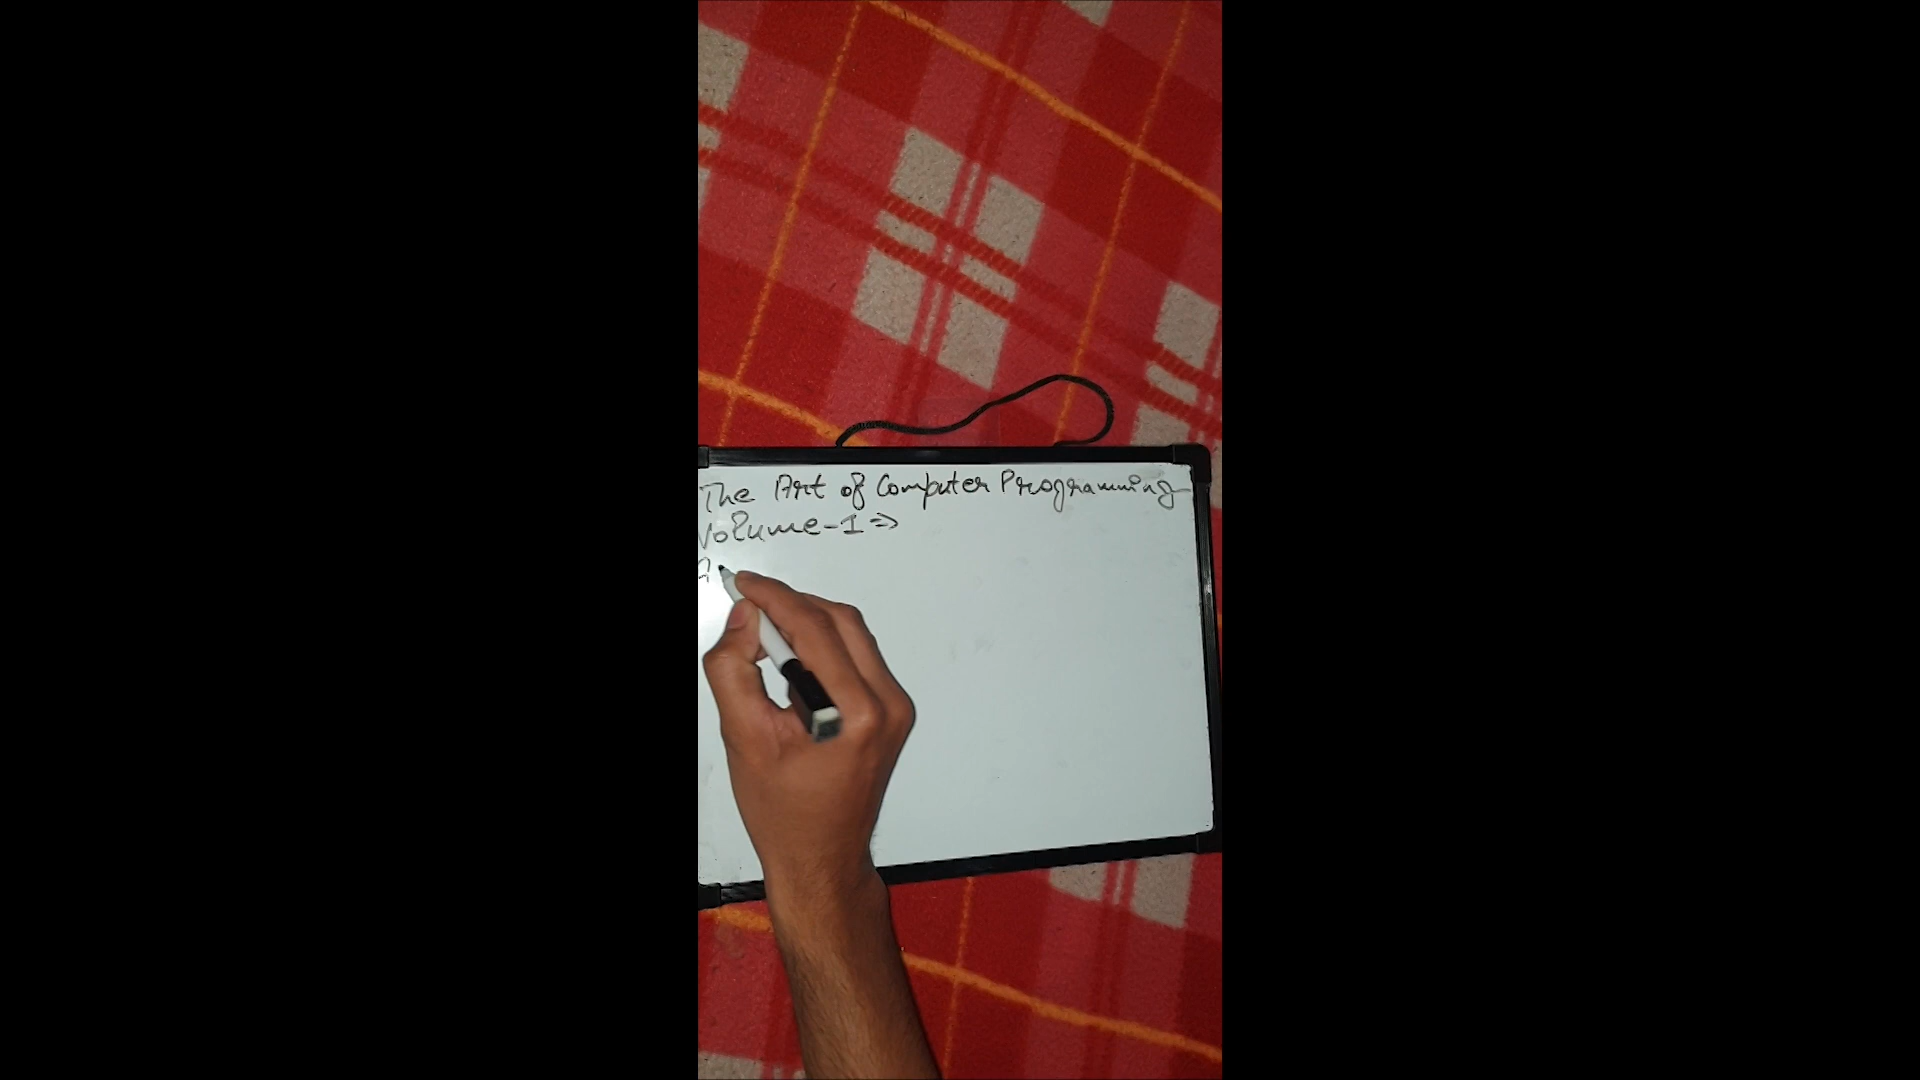 The Art of Computer Programming
Volume-1 =>